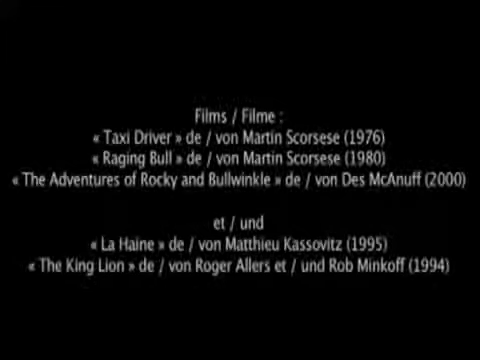 Films / Filme :
« Taxi Driver » de / von Martin Scorsese (1976)
« Raging Bull » de / von Martin Scorsese (1980)
« The Adventures of Rocky and Bullwinkle » de / von Des McAnuff (2000)
et / und
« La Haine » de / von Matthieu Kassovitz (1995)
« The King Lion » de / von Roger Allers et / und Rob Minkoff (1994)